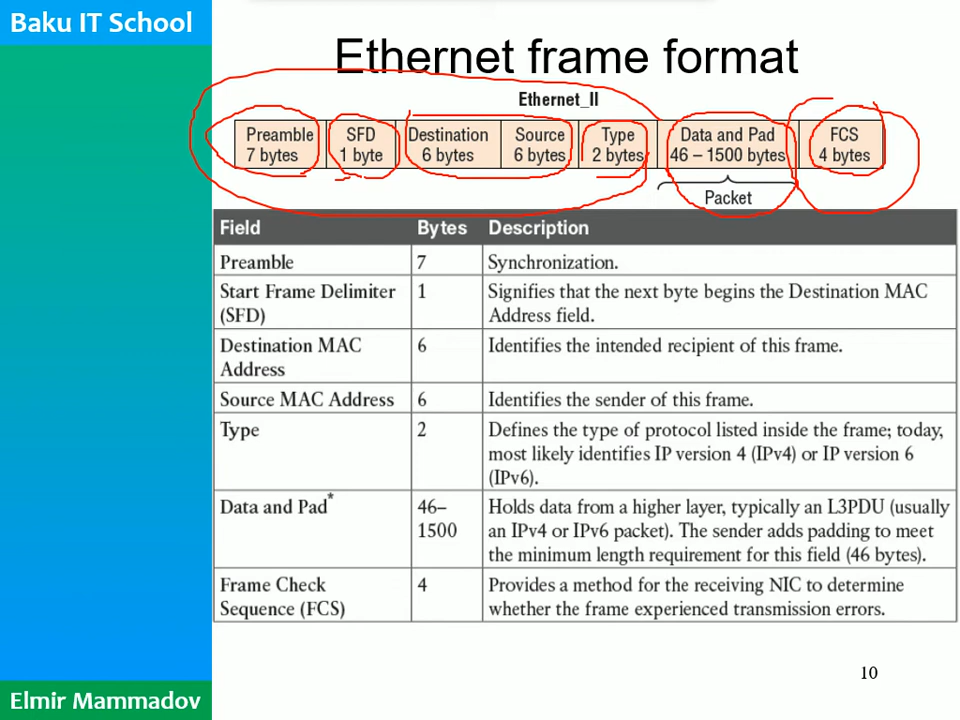 Baku IT School
Ethernet frame format
Ethernet_II
Preamble SFD Destination Source Type Data and Pad FCS
7 bytes 1 byte 6 bytes 6 bytes 2 bytes 46 – 1500 bytes 4 bytes
Packet
Field Bytes Description
Preamble 7 Synchronization.
Start Frame Delimiter 1 Signifies that the next byte begins the Destination MAC
(SFD) Address field.
Destination MAC 6 Identifies the intended recipient of this frame.
Address
Source MAC Address 6 Identifies the sender of this frame.
Type 2 Defines the type of protocol listed inside the frame; today,
most likely identifies IP version 4 (IPv4) or IP version 6
(IPv6).
Data and Pad* 46– Holds data from a higher layer, typically an L3PDU (usually
1500 an IPv4 or IPv6 packet). The sender adds padding to meet
the minimum length requirement for this field (46 bytes).
Frame Check 4 Provides a method for the receiving NIC to determine
Sequence (FCS) whether the frame experienced transmission errors.
10
Elmir Mammadov